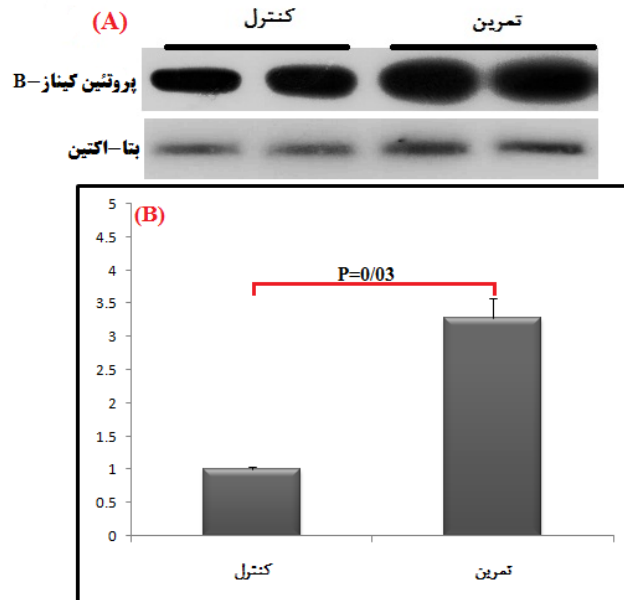 (A)
کنترل
تمرین
پروتئین کیناز-B
بتا-اکتین
(B)
P=0/03
5
4.5
4
3.5
3
2.5
2
1.5
1
0.5
0
کنترل
تمرین